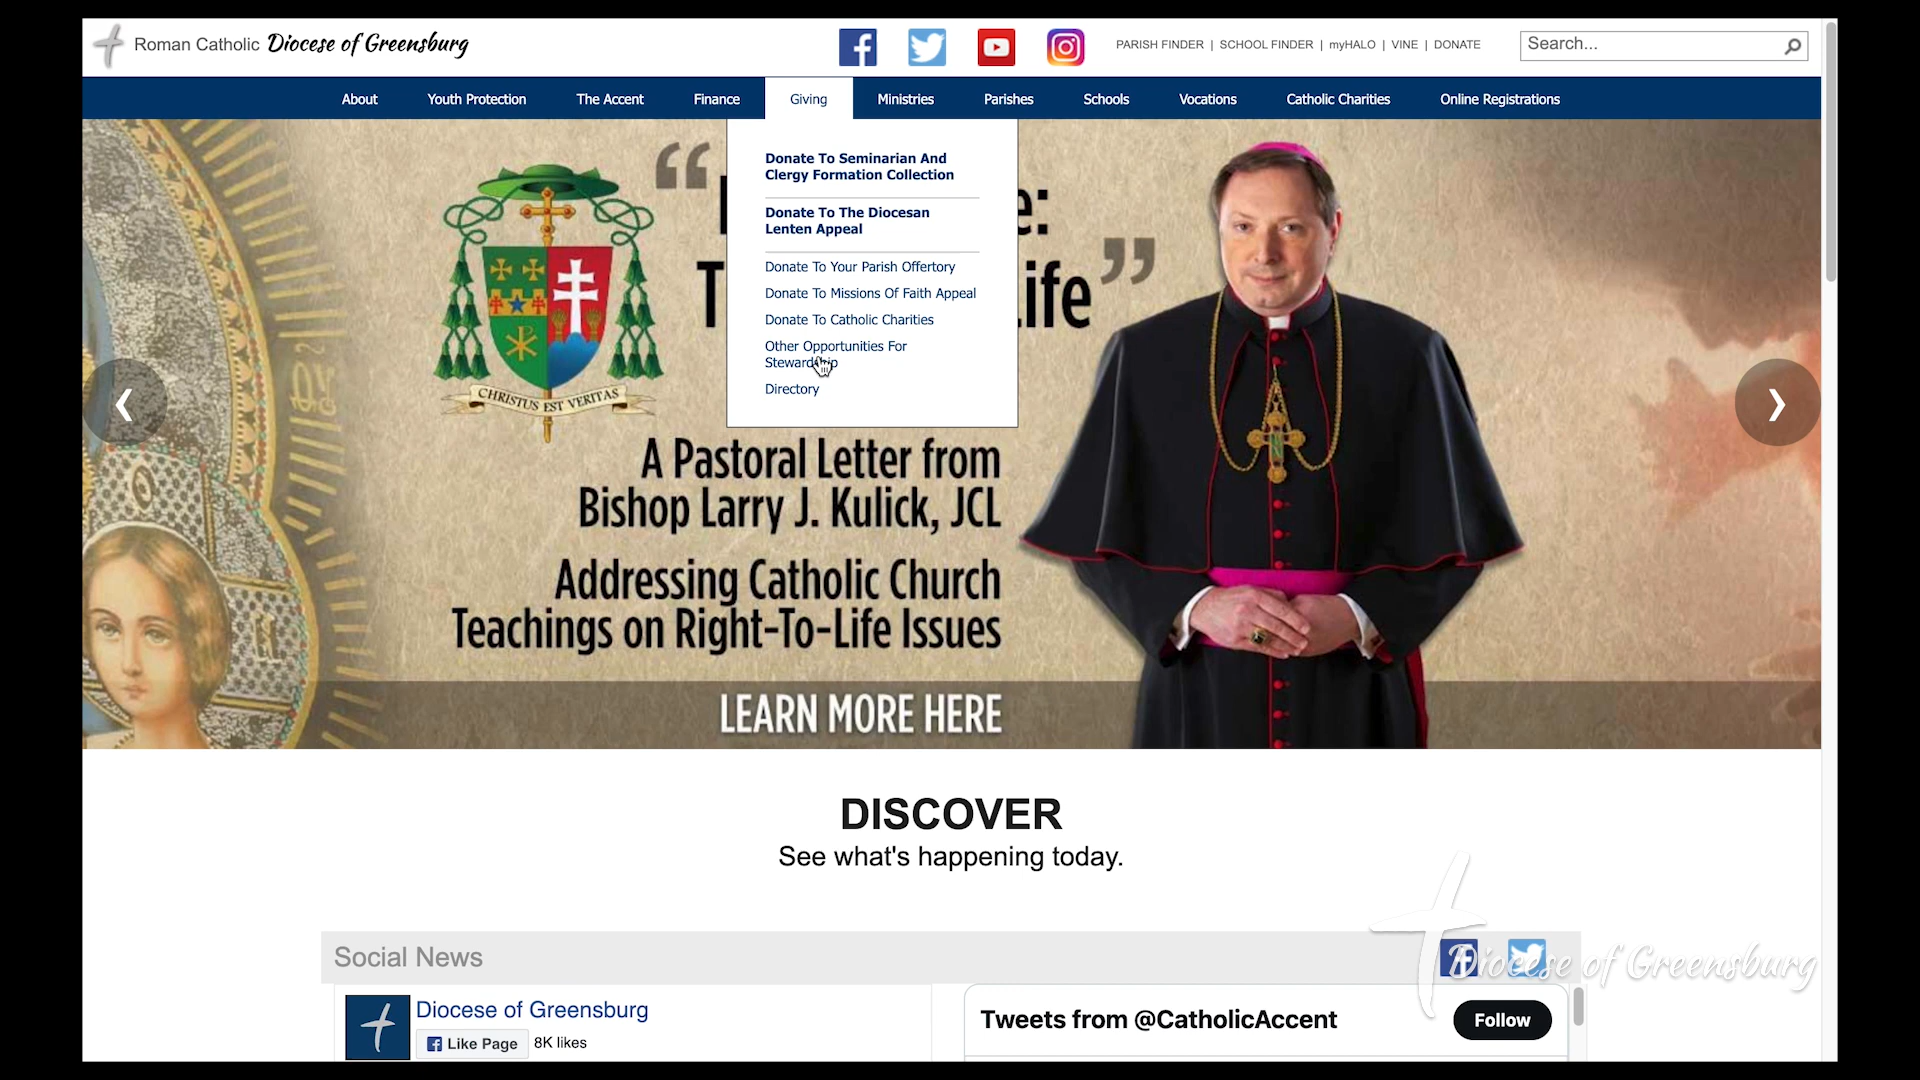 Roman Catholic Diocese of Greensburg
PARISH FINDER | SCHOOL FINDER | myHALO | VINE | DONATE
Search...
About Youth Protection The Accent Finance Giving Ministries Parishes Schools Vocations Catholic Charities Online Registrations
Donate To Seminarian And
Clergy Formation Collection
Donate To The Diocesan
Lenten Appeal
Donate To Your Parish Offertory
Donate To Missions Of Faith Appeal
Donate To Catholic Charities
Other Opportunities For
Stewardship
Directory
“
e:
T
ife ”
CHRISTUS EST VERITAS
A Pastoral Letter from
Bishop Larry J. Kulick, JCL
Addressing Catholic Church
Teachings on Right-To-Life Issues
LEARN MORE HERE
DISCOVER
See what's happening today.
Social News
Diocese of Greensburg
Diocese of Greensburg
Like Page 8K likes
Tweets from @CatholicAccent
Follow